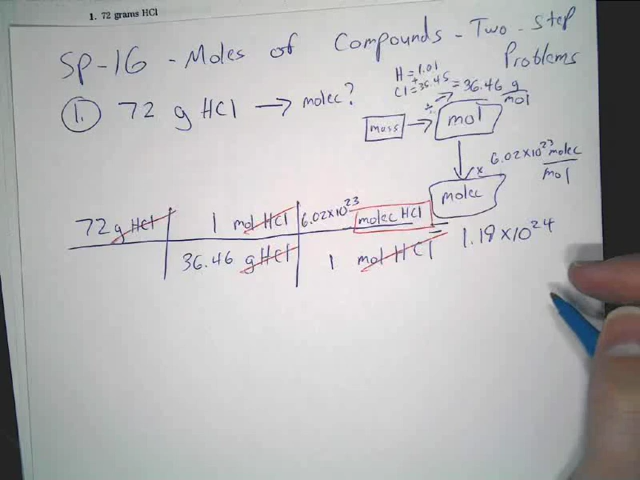 1. 72 grams HCl
SP-16 - Moles of Compounds - Two-Step
Problems
1. 72 g HCl → molec?
H = 1.01
+
Cl = 35.45
= 36.46 g/mol
÷
mass → mol
x 6.02x10^23 molec/mol
molec
72 g HCl | 1 mol HCl | 6.02x10^23 molec HCl = 1.19x10^24
36.46 g HCl | 1 mol HCl